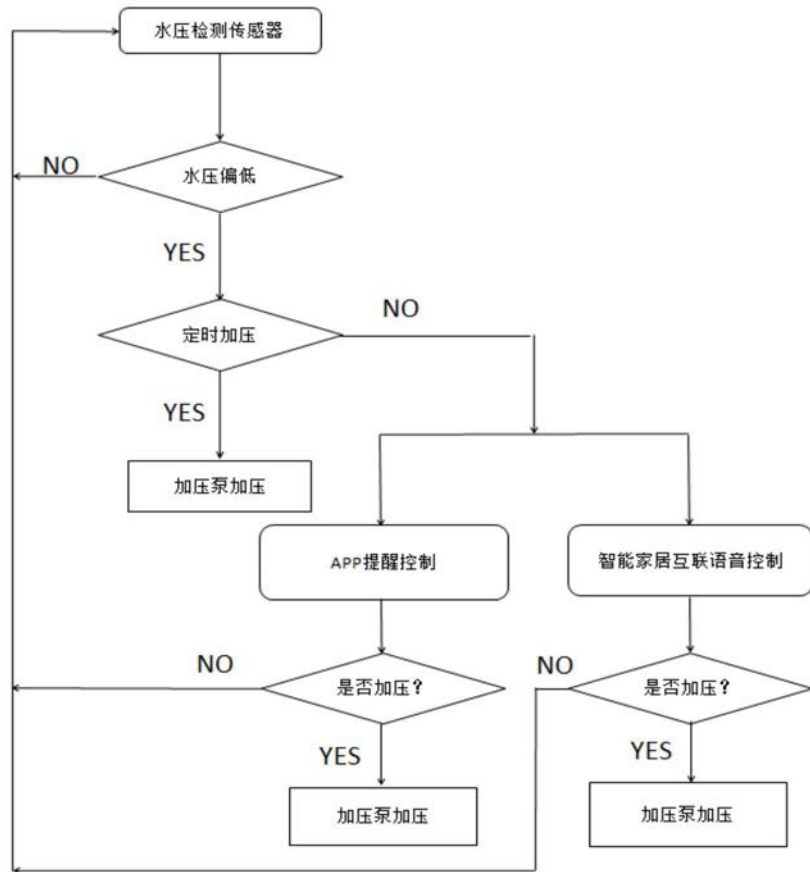 水压检测传感器
NO
水压偏低
YES
NO
定时加压
YES
加压泵加压
APP提醒控制
智能家居互联语音控制
NO
是否加压?
NO
是否加压?
YES
YES
加压泵加压
加压泵加压